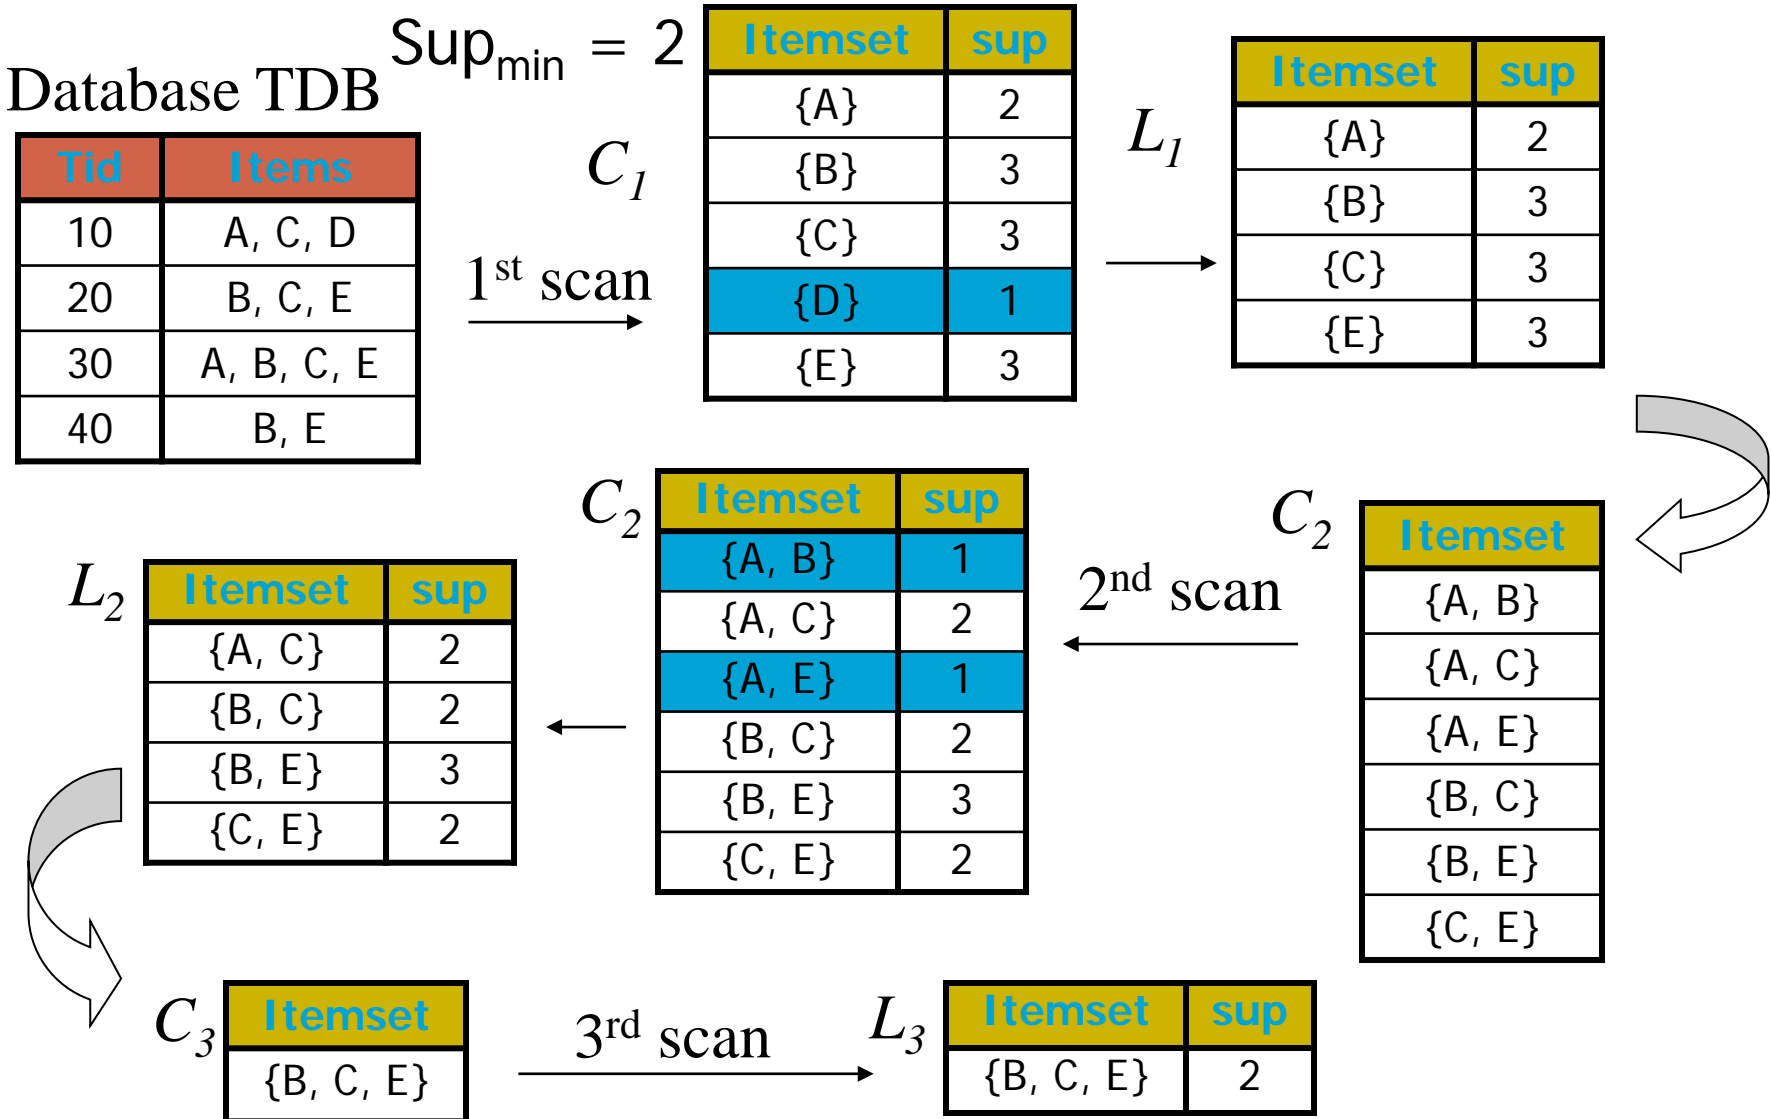 Database TDB
Sup_min = 2
Tid Items
10 A, C, D
20 B, C, E
30 A, B, C, E
40 B, E
1st scan
C1
Itemset sup
{A} 2
{B} 3
{C} 3
{D} 1
{E} 3
L1
Itemset sup
{A} 2
{B} 3
{C} 3
{E} 3
C2
Itemset
{A, B}
{A, C}
{A, E}
{B, C}
{B, E}
{C, E}
2nd scan
C2
Itemset sup
{A, B} 1
{A, C} 2
{A, E} 1
{B, C} 2
{B, E} 3
{C, E} 2
L2
Itemset sup
{A, C} 2
{B, C} 2
{B, E} 3
{C, E} 2
C3
Itemset
{B, C, E}
3rd scan
L3
Itemset sup
{B, C, E} 2